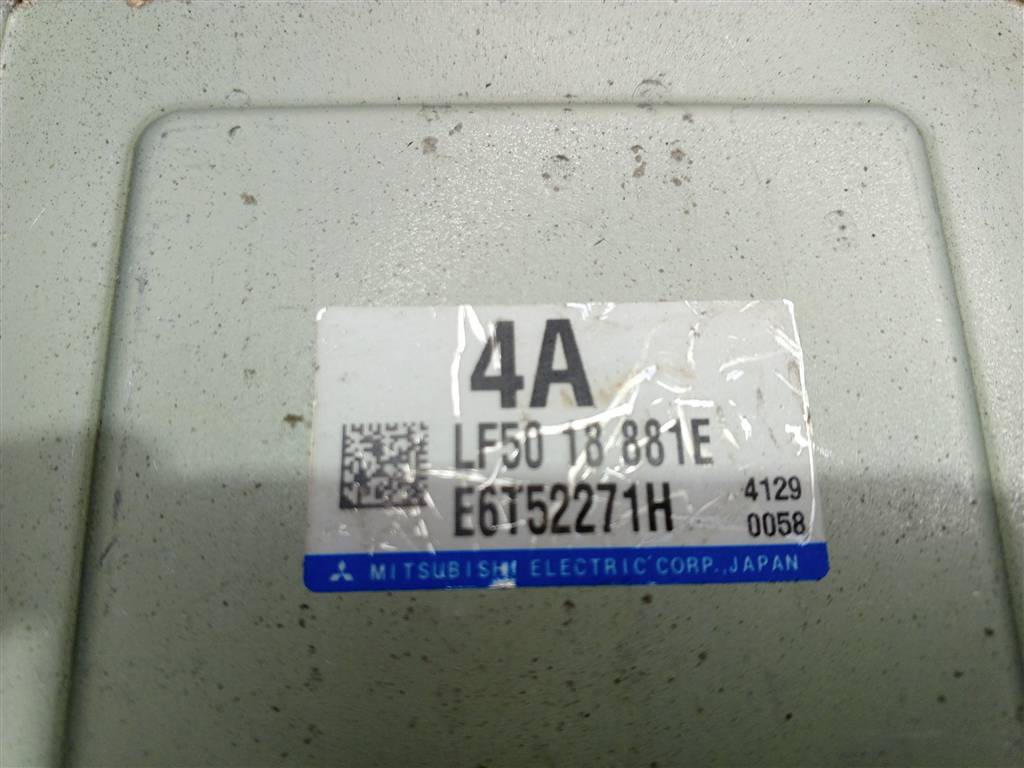 4A
LF50 18 881E
E6T52271H
4129
0058
MITSUBISHI ELECTRIC CORP., JAPAN